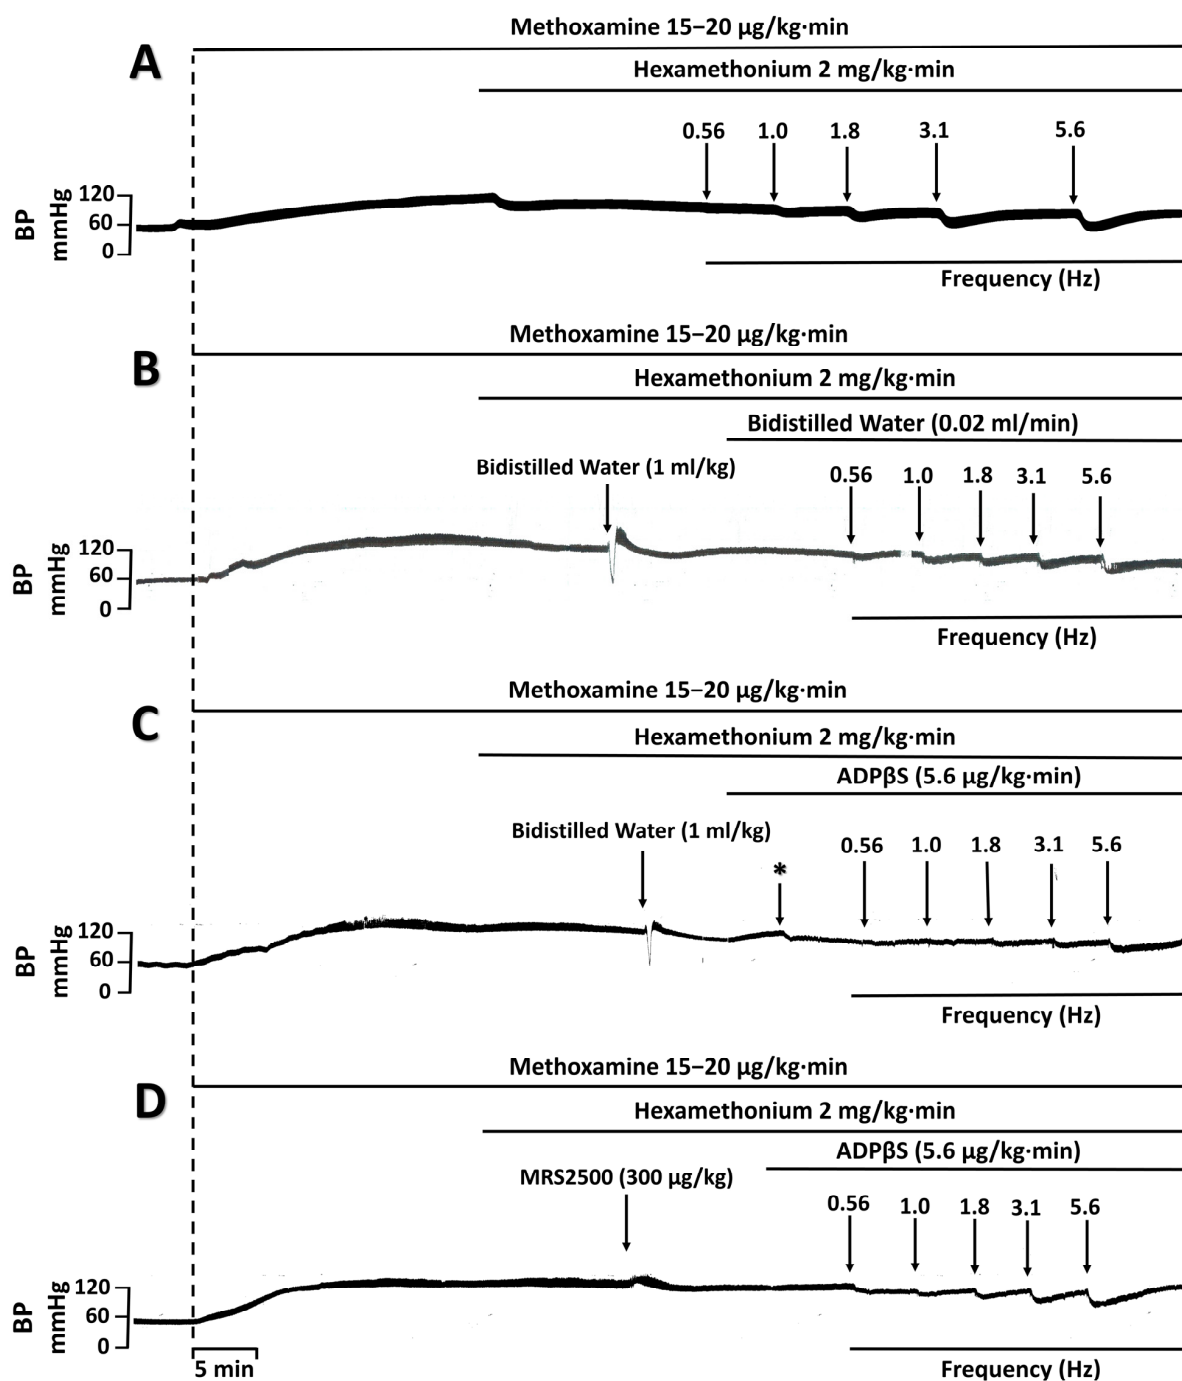 Methoxamine 15–20 µg/kg·min
A
Hexamethonium 2 mg/kg·min
0.56 1.0 1.8 3.1 5.6
BP
mmHg
120
60
0
Frequency (Hz)
Methoxamine 15–20 µg/kg·min
B
Hexamethonium 2 mg/kg·min
Bidistilled Water (0.02 ml/min)
Bidistilled Water (1 ml/kg)
0.56 1.0 1.8 3.1 5.6
BP
mmHg
120
60
0
Frequency (Hz)
Methoxamine 15–20 µg/kg·min
C
Hexamethonium 2 mg/kg·min
ADPβS (5.6 µg/kg·min)
Bidistilled Water (1 ml/kg)
0.56 1.0 1.8 3.1 5.6
*
BP
mmHg
120
60
0
Frequency (Hz)
Methoxamine 15–20 µg/kg·min
D
Hexamethonium 2 mg/kg·min
ADPβS (5.6 µg/kg·min)
MRS2500 (300 µg/kg)
0.56 1.0 1.8 3.1 5.6
BP
mmHg
120
60
0
5 min
Frequency (Hz)